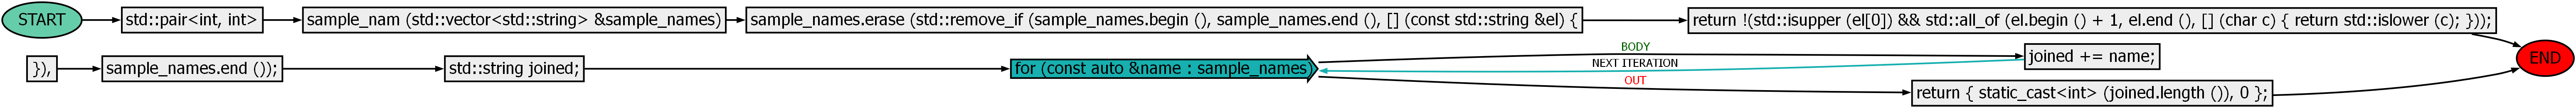 START
std::pair<int, int>
sample_nam (std::vector<std::string> &sample_names)
sample_names.erase (std::remove_if (sample_names.begin (), sample_names.end (), [] (const std::string &el) {
return !(std::isupper (el[0]) && std::all_of (el.begin () + 1, el.end (), [] (char c) { return std::islower (c); }));
END
}),
sample_names.end ());
std::string joined;
for (const auto &name : sample_names)
BODY
NEXT ITERATION
OUT
joined += name;
return { static_cast<int> (joined.length ()), 0 };